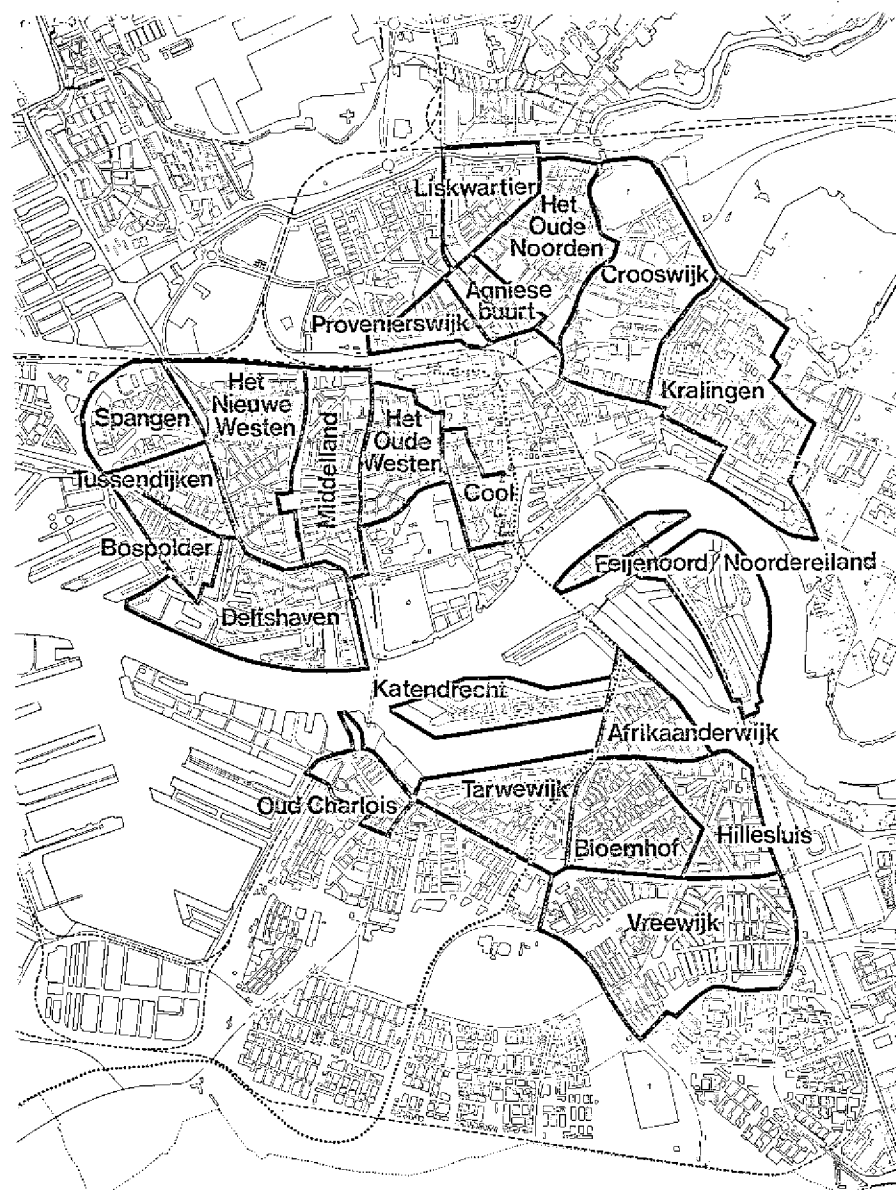 Liskwartier
Het
Oude
Noorden
Crooswijk
Agniese
buurt
Provenierswijk
Kralingen
Het
Nieuwe
Westen
Spangen
Middelland
Het
Oude
Westen
Tussendijken
Cool
Bospolder
Feijenoord/Noordereiland
Delfshaven
Katendrecht
Afrikaanderwijk
Tarwewijk
Oud Charlois
Bloemhof
Hillesluis
Vreewijk